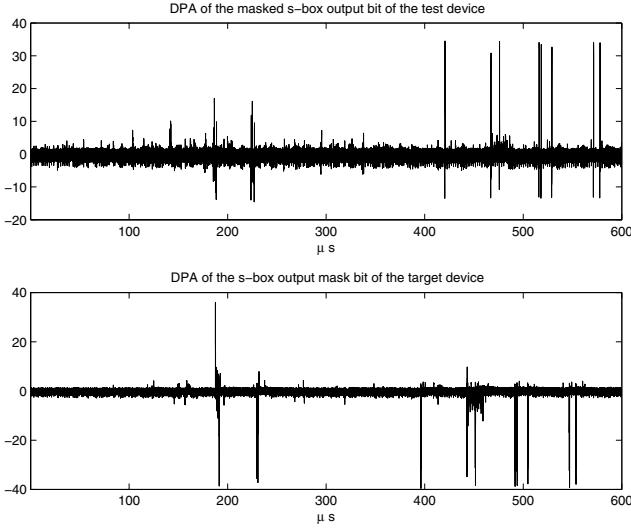 DPA of the masked s−box output bit of the test device
40
30
20
10
0
−10
−20
100 200 300 400 500 600
μ s
DPA of the s−box output mask bit of the target device
40
20
0
−20
−40
100 200 300 400 500 600
μ s